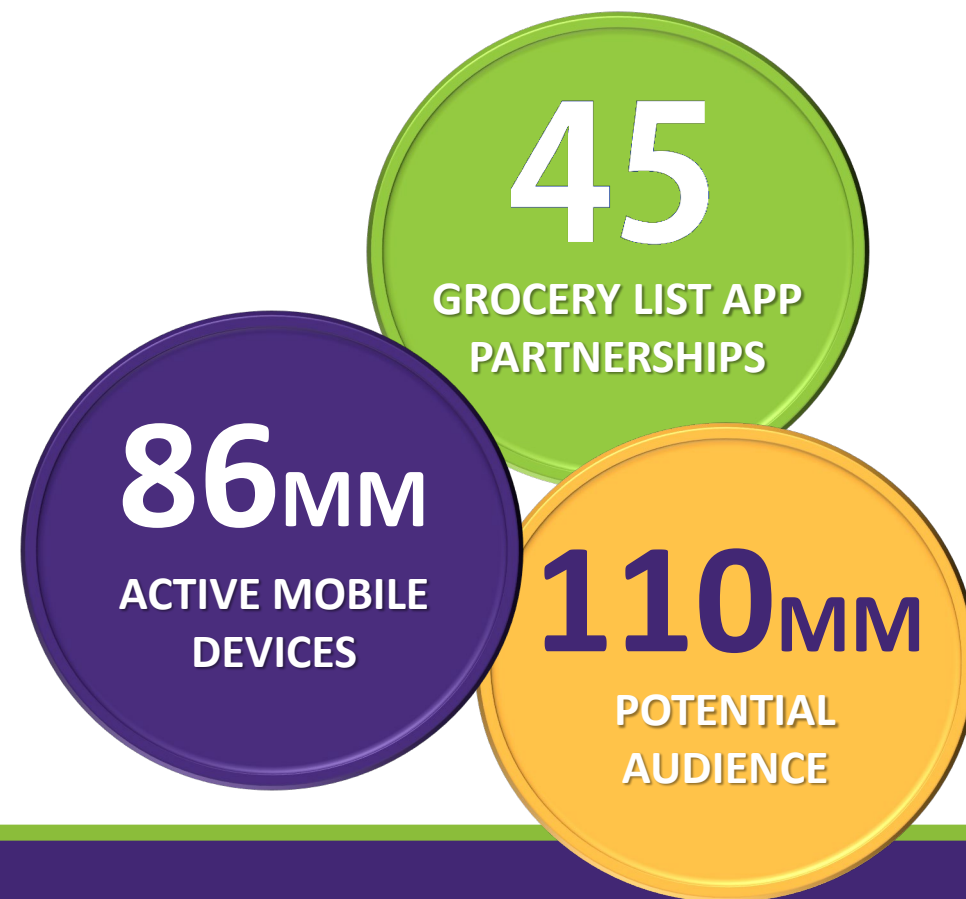 45
GROCERY LIST APP
PARTNERSHIPS
86MM
ACTIVE MOBILE
DEVICES
110MM
POTENTIAL
AUDIENCE